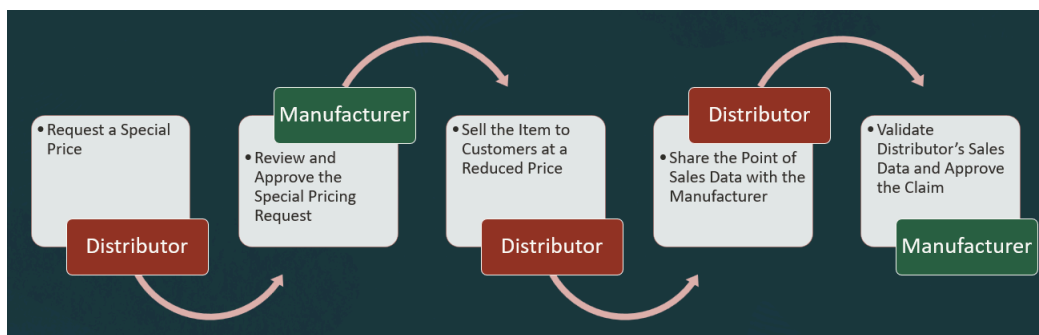 • Request a Special
Price
Distributor
Manufacturer
• Review and
Approve the
Special Pricing
Request
• Sell the Item to
Customers at a
Reduced Price
Distributor
Distributor
• Share the Point of
Sales Data with the
Manufacturer
• Validate
Distributor’s Sales
Data and Approve
the Claim
Manufacturer